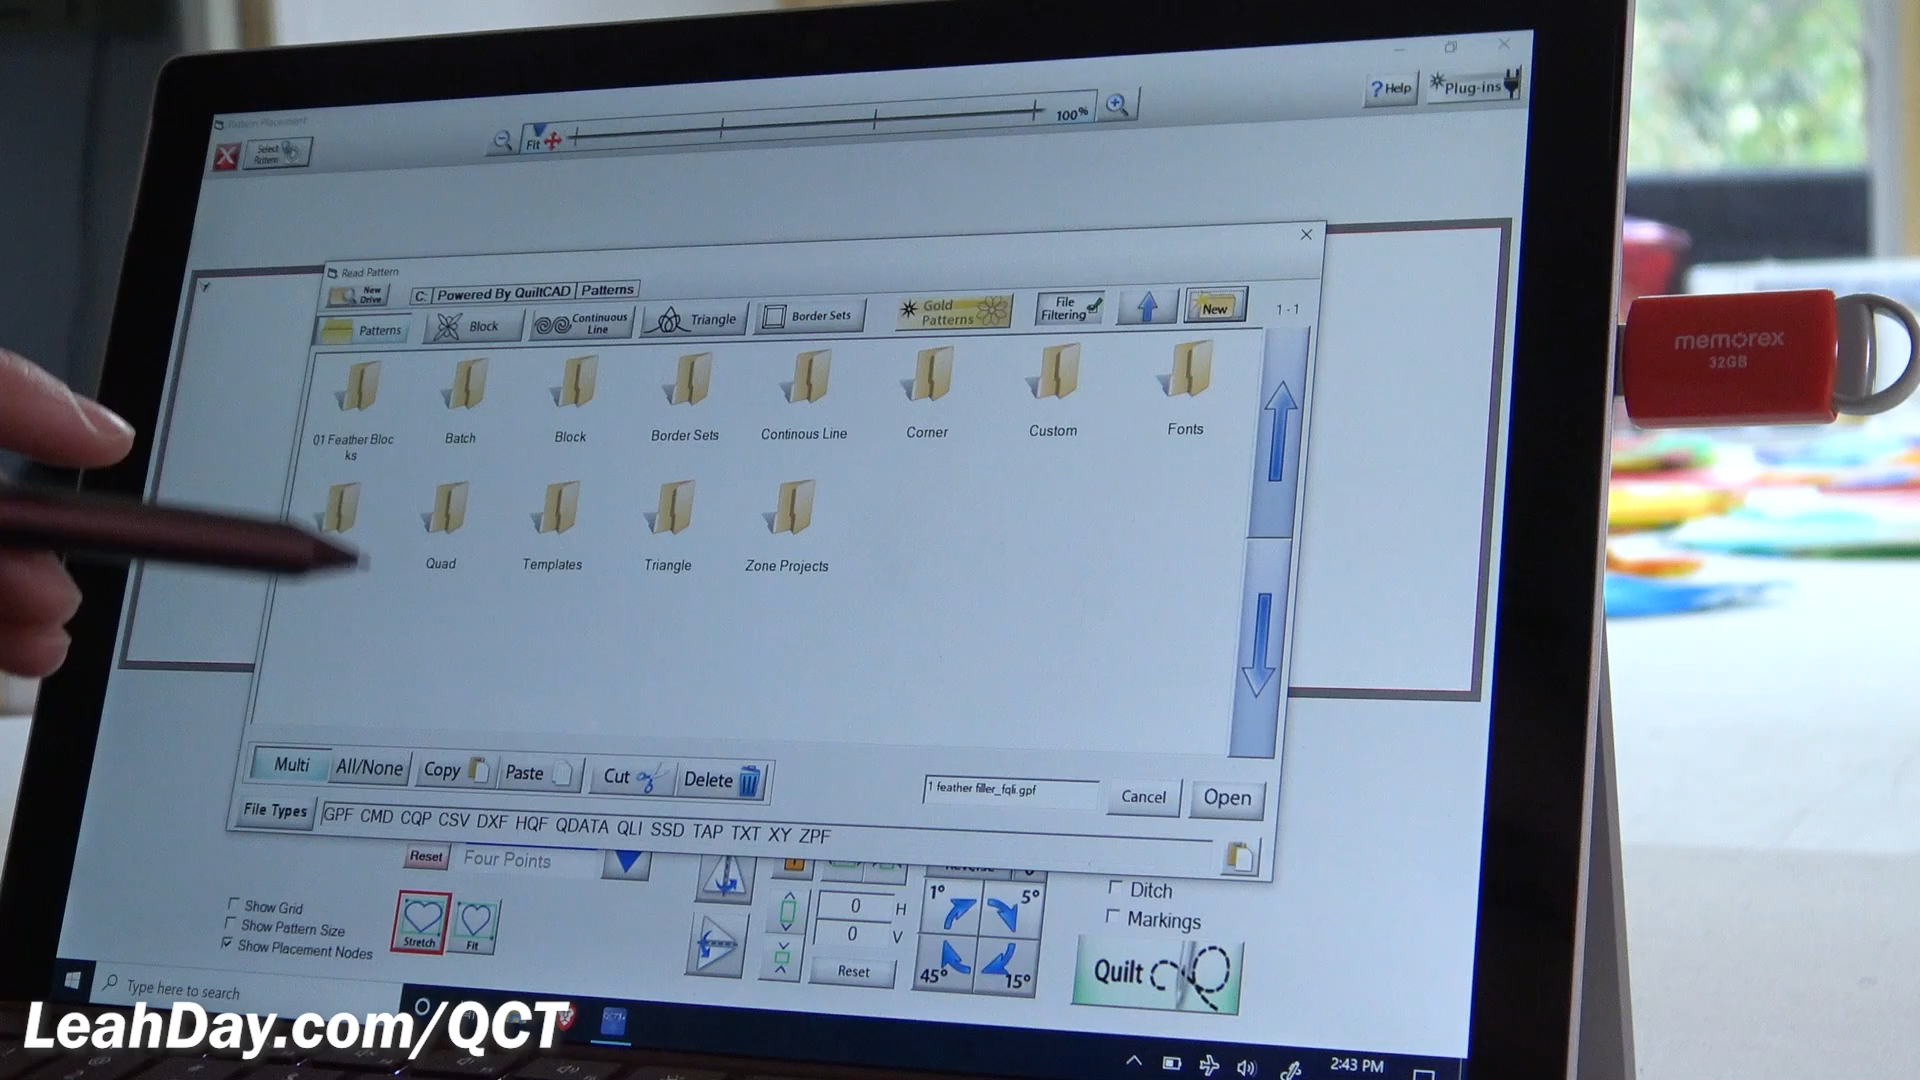 Pattern Placement
Select Pattern
Fit
100%
? Help
Plug-ins
Read Pattern
New Drive
C: Powered By QuiltCAD Patterns
Patterns
Block
Continuous Line
Triangle
Border Sets
Gold Patterns
File Filtering
New
1 - 1
01 Feather Bloc
ks
Batch
Block
Border Sets
Continous Line
Corner
Custom
Fonts
Quad
Templates
Triangle
Zone Projects
Multi
All/None
Copy
Paste
Cut
Delete
1 feather filler_fqli.gpf
Cancel
Open
File Types
GPF CMD CQP CSV DXF HQF QDATA QLI SSD TAP TXT XY ZPF
Reset
Four Points
Show Grid
Show Pattern Size
Show Placement Nodes
Stretch
Fit
0 H
0 V
Reset
1°
5°
45°
15°
Ditch
Markings
Quilt
Type here to search
2:43 PM
memorex
32GB
LeahDay.com/QCT